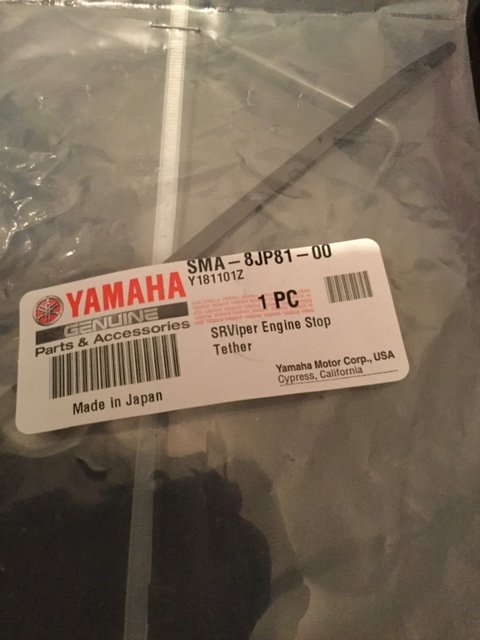 SMA-8JP81-00
Y181101Z
YAMAHA
GENUINE
Parts & Accessories
1 PC
SRViper Engine Stop
Tether
Made in Japan
Yamaha Motor Corp., USA
Cypress, California